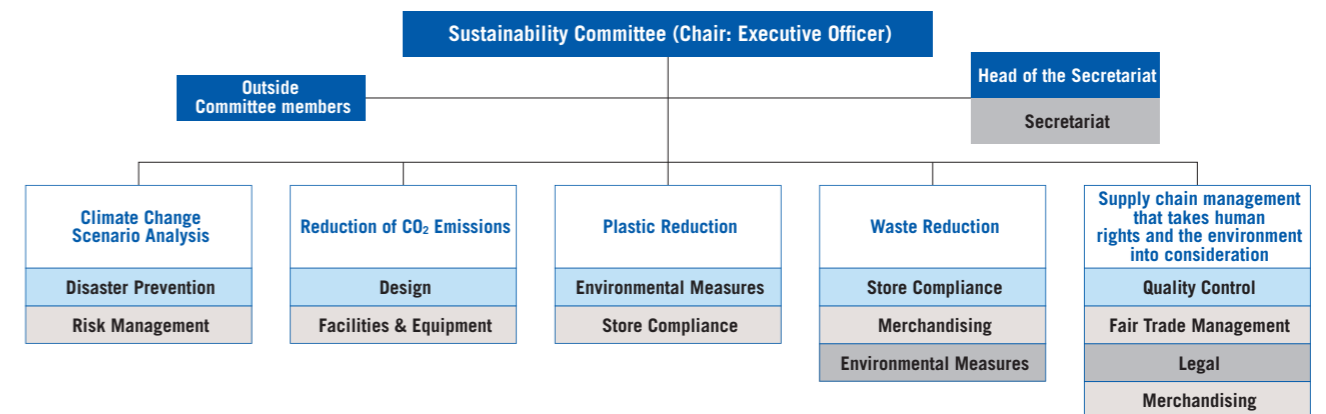 Sustainability Committee (Chair: Executive Officer)
Outside
Committee members
Head of the Secretariat
Secretariat
Climate Change
Scenario Analysis
Disaster Prevention
Risk Management
Reduction of CO₂ Emissions
Design
Facilities & Equipment
Plastic Reduction
Environmental Measures
Store Compliance
Waste Reduction
Store Compliance
Merchandising
Environmental Measures
Supply chain management
that takes human
rights and the environment
into consideration
Quality Control
Fair Trade Management
Legal
Merchandising